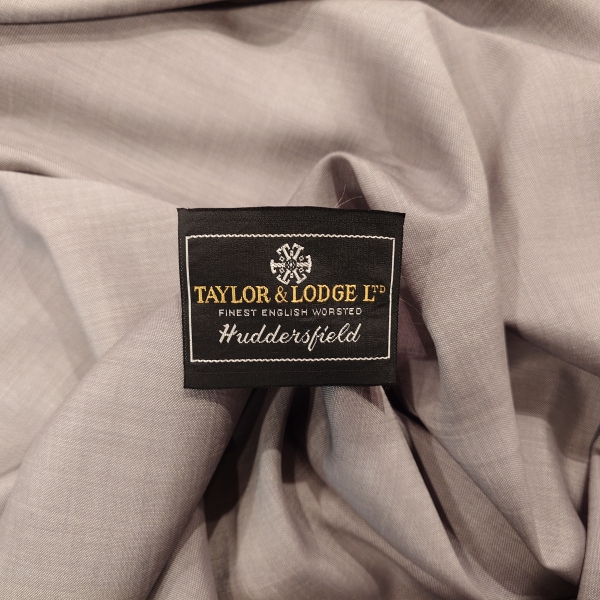 TAYLOR & LODGE LTD
FINEST ENGLISH WORSTED
Huddersfield